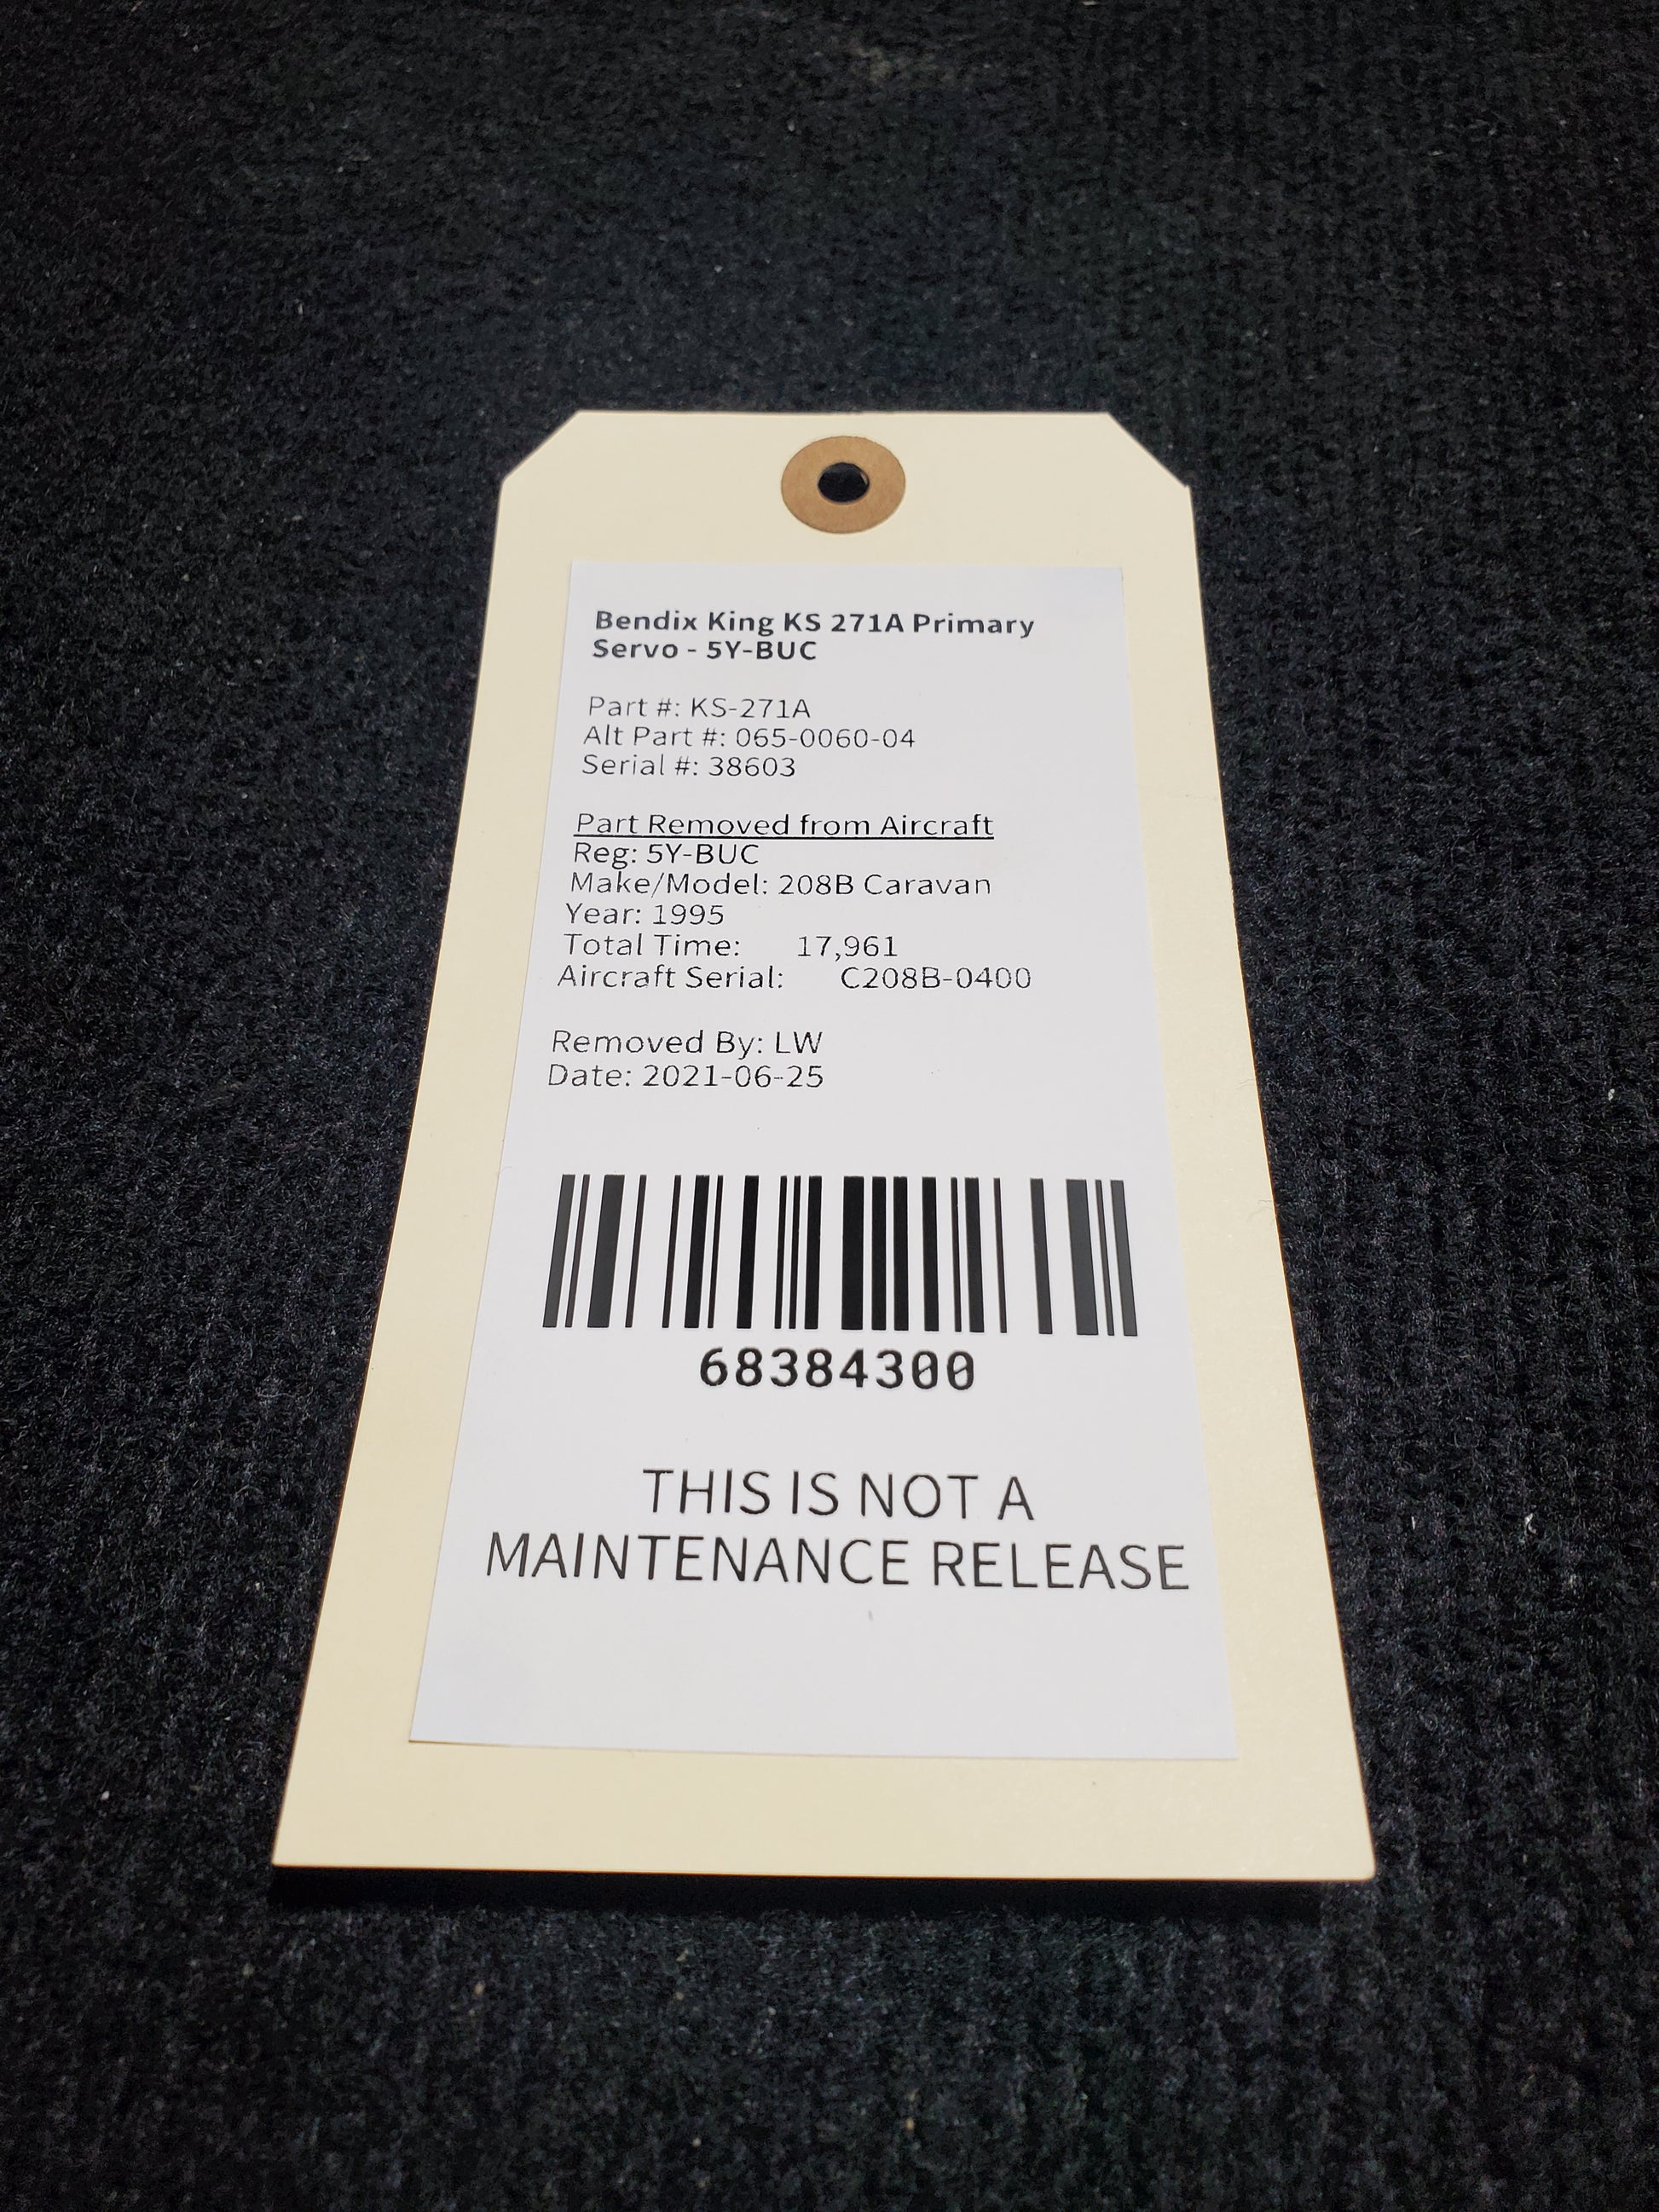 Bendix King KS 271A Primary
Servo - 5Y-BUC
Part #: KS-271A
Alt Part #: 065-0060-04
Serial #: 38603
Part Removed from Aircraft
Reg: 5Y-BUC
Make/Model: 208B Caravan
Year: 1995
Total Time: 17,961
Aircraft Serial: C208B-0400
Removed By: LW
Date: 2021-06-25
68384300
THIS IS NOT A
MAINTENANCE RELEASE